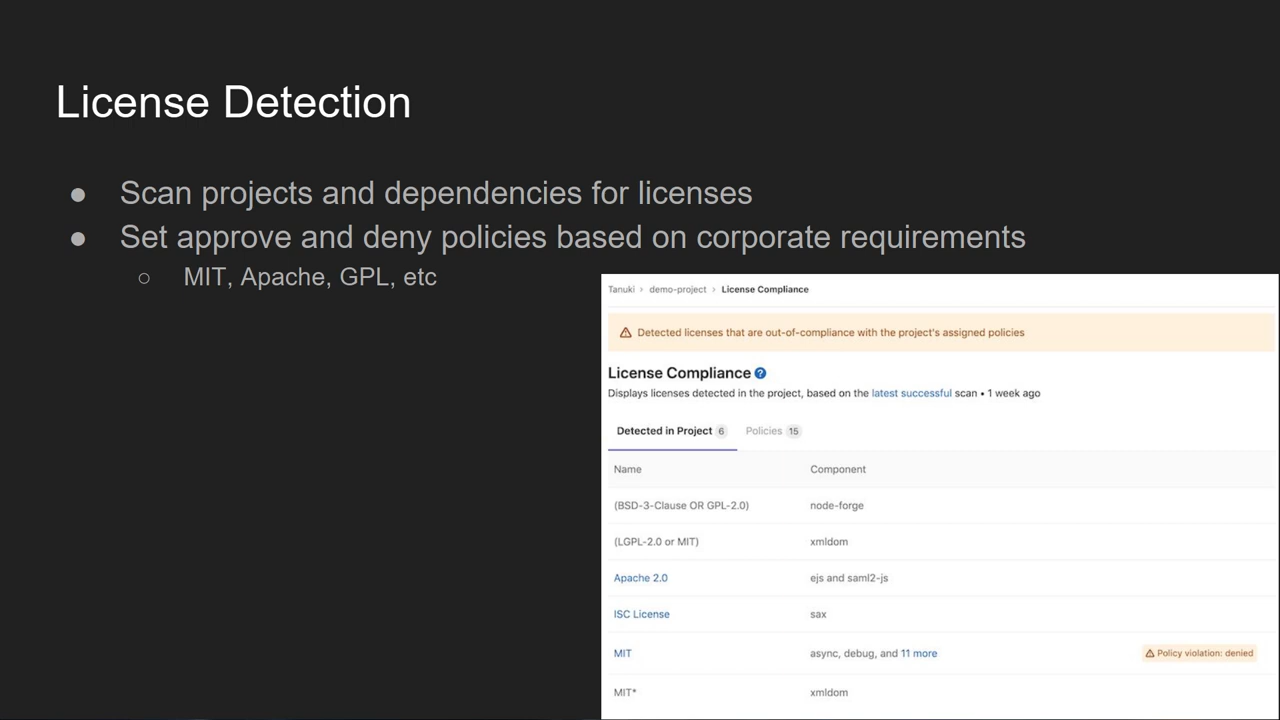 License Detection
● Scan projects and dependencies for licenses
● Set approve and deny policies based on corporate requirements
○ MIT, Apache, GPL, etc
Tanuki > demo-project > License Compliance
Detected licenses that are out-of-compliance with the project's assigned policies
License Compliance ?
Displays licenses detected in the project, based on the latest successful scan • 1 week ago
Detected in Project 6 Policies 15
Name Component
(BSD-3-Clause OR GPL-2.0) node-forge
(LGPL-2.0 or MIT) xmldom
Apache 2.0 ejs and saml2-js
ISC License sax
MIT async, debug, and 11 more Policy violation: denied
MIT* xmldom